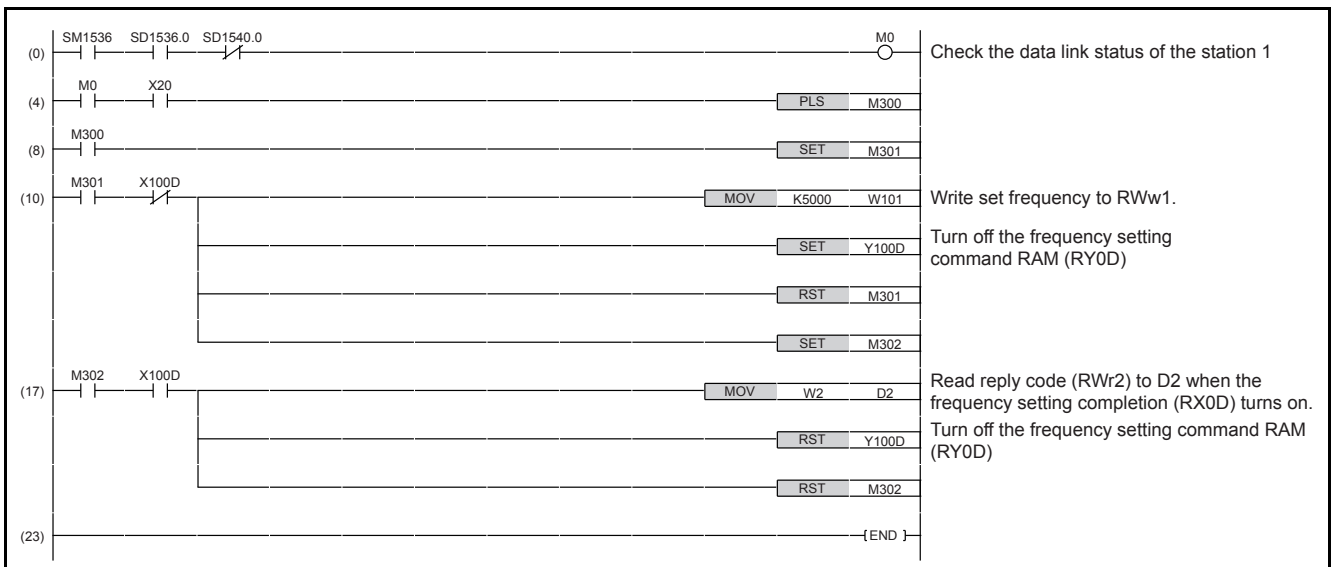 SM1536 SD1536.0 SD1540.0 M0
(0) Check the data link status of the station 1
M0 X20
(4) PLS M300
M300
(8) SET M301
M301 X100D
(10) MOV K5000 W101 Write set frequency to RWw1.
SET Y100D Turn off the frequency setting
command RAM (RY0D)
RST M301
SET M302
M302 X100D
(17) MOV W2 D2 Read reply code (RWr2) to D2 when the
frequency setting completion (RX0D) turns on.
RST Y100D Turn off the frequency setting command RAM
(RY0D)
RST M302
(23) END